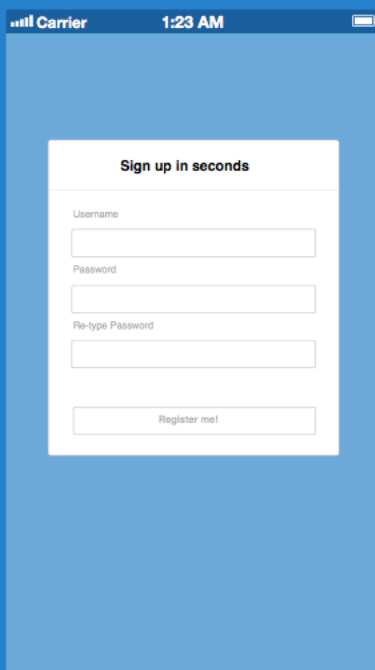 Carrier 1:23 AM
Sign up in seconds
Username
Password
Re-type Password
Register me!